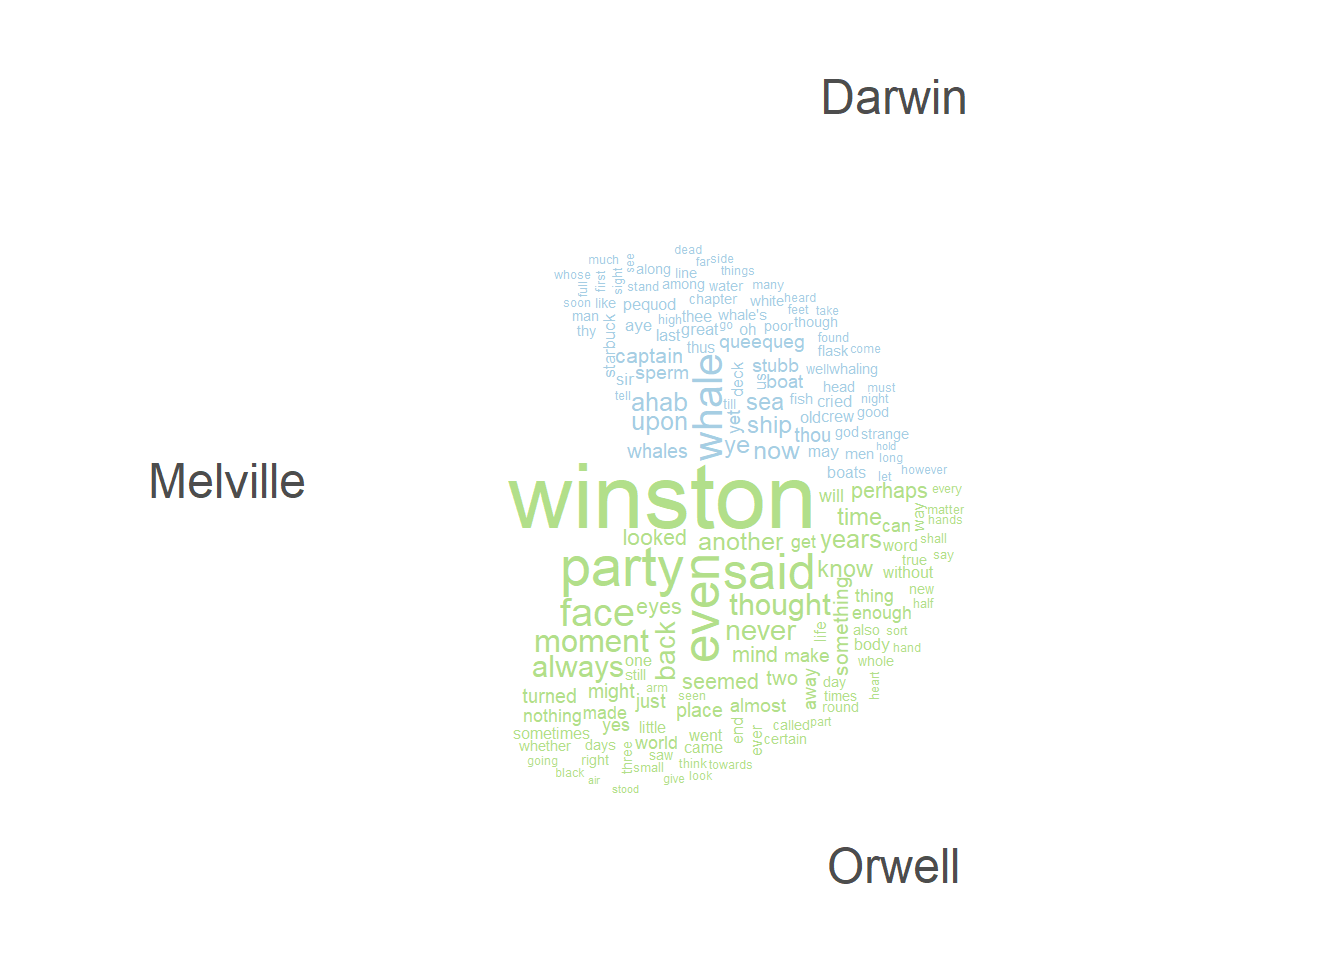 Darwin
dead
much see far side
whose full first sight along line things
stand among water many
soon like pequod chapter white heard
man high thee whale's feet take
thy aye last great go oh poor though
starbuck thus queequeg found
captain whale flask come
sir sperm deck us stubb wellwhaling
boat head must
tell ahab till sea fish cried night
upon yet ship oldcrew good
thou god strange
whales ye now may men hold
long
boats let however
Melville
winston will perhaps every
time can way matter
hands
looked another get years word shall
true say
party even said know without
new
face eyes thought something thing half
enough
moment back never life also sort
mind make body hand
always one whole
still seemed two away day heart
turned might arm seen times
just place almost round
nothing made called part
sometimes yes little went end ever certain
whether days three world came
saw
going right small think towards
black air give look
stood
Orwell